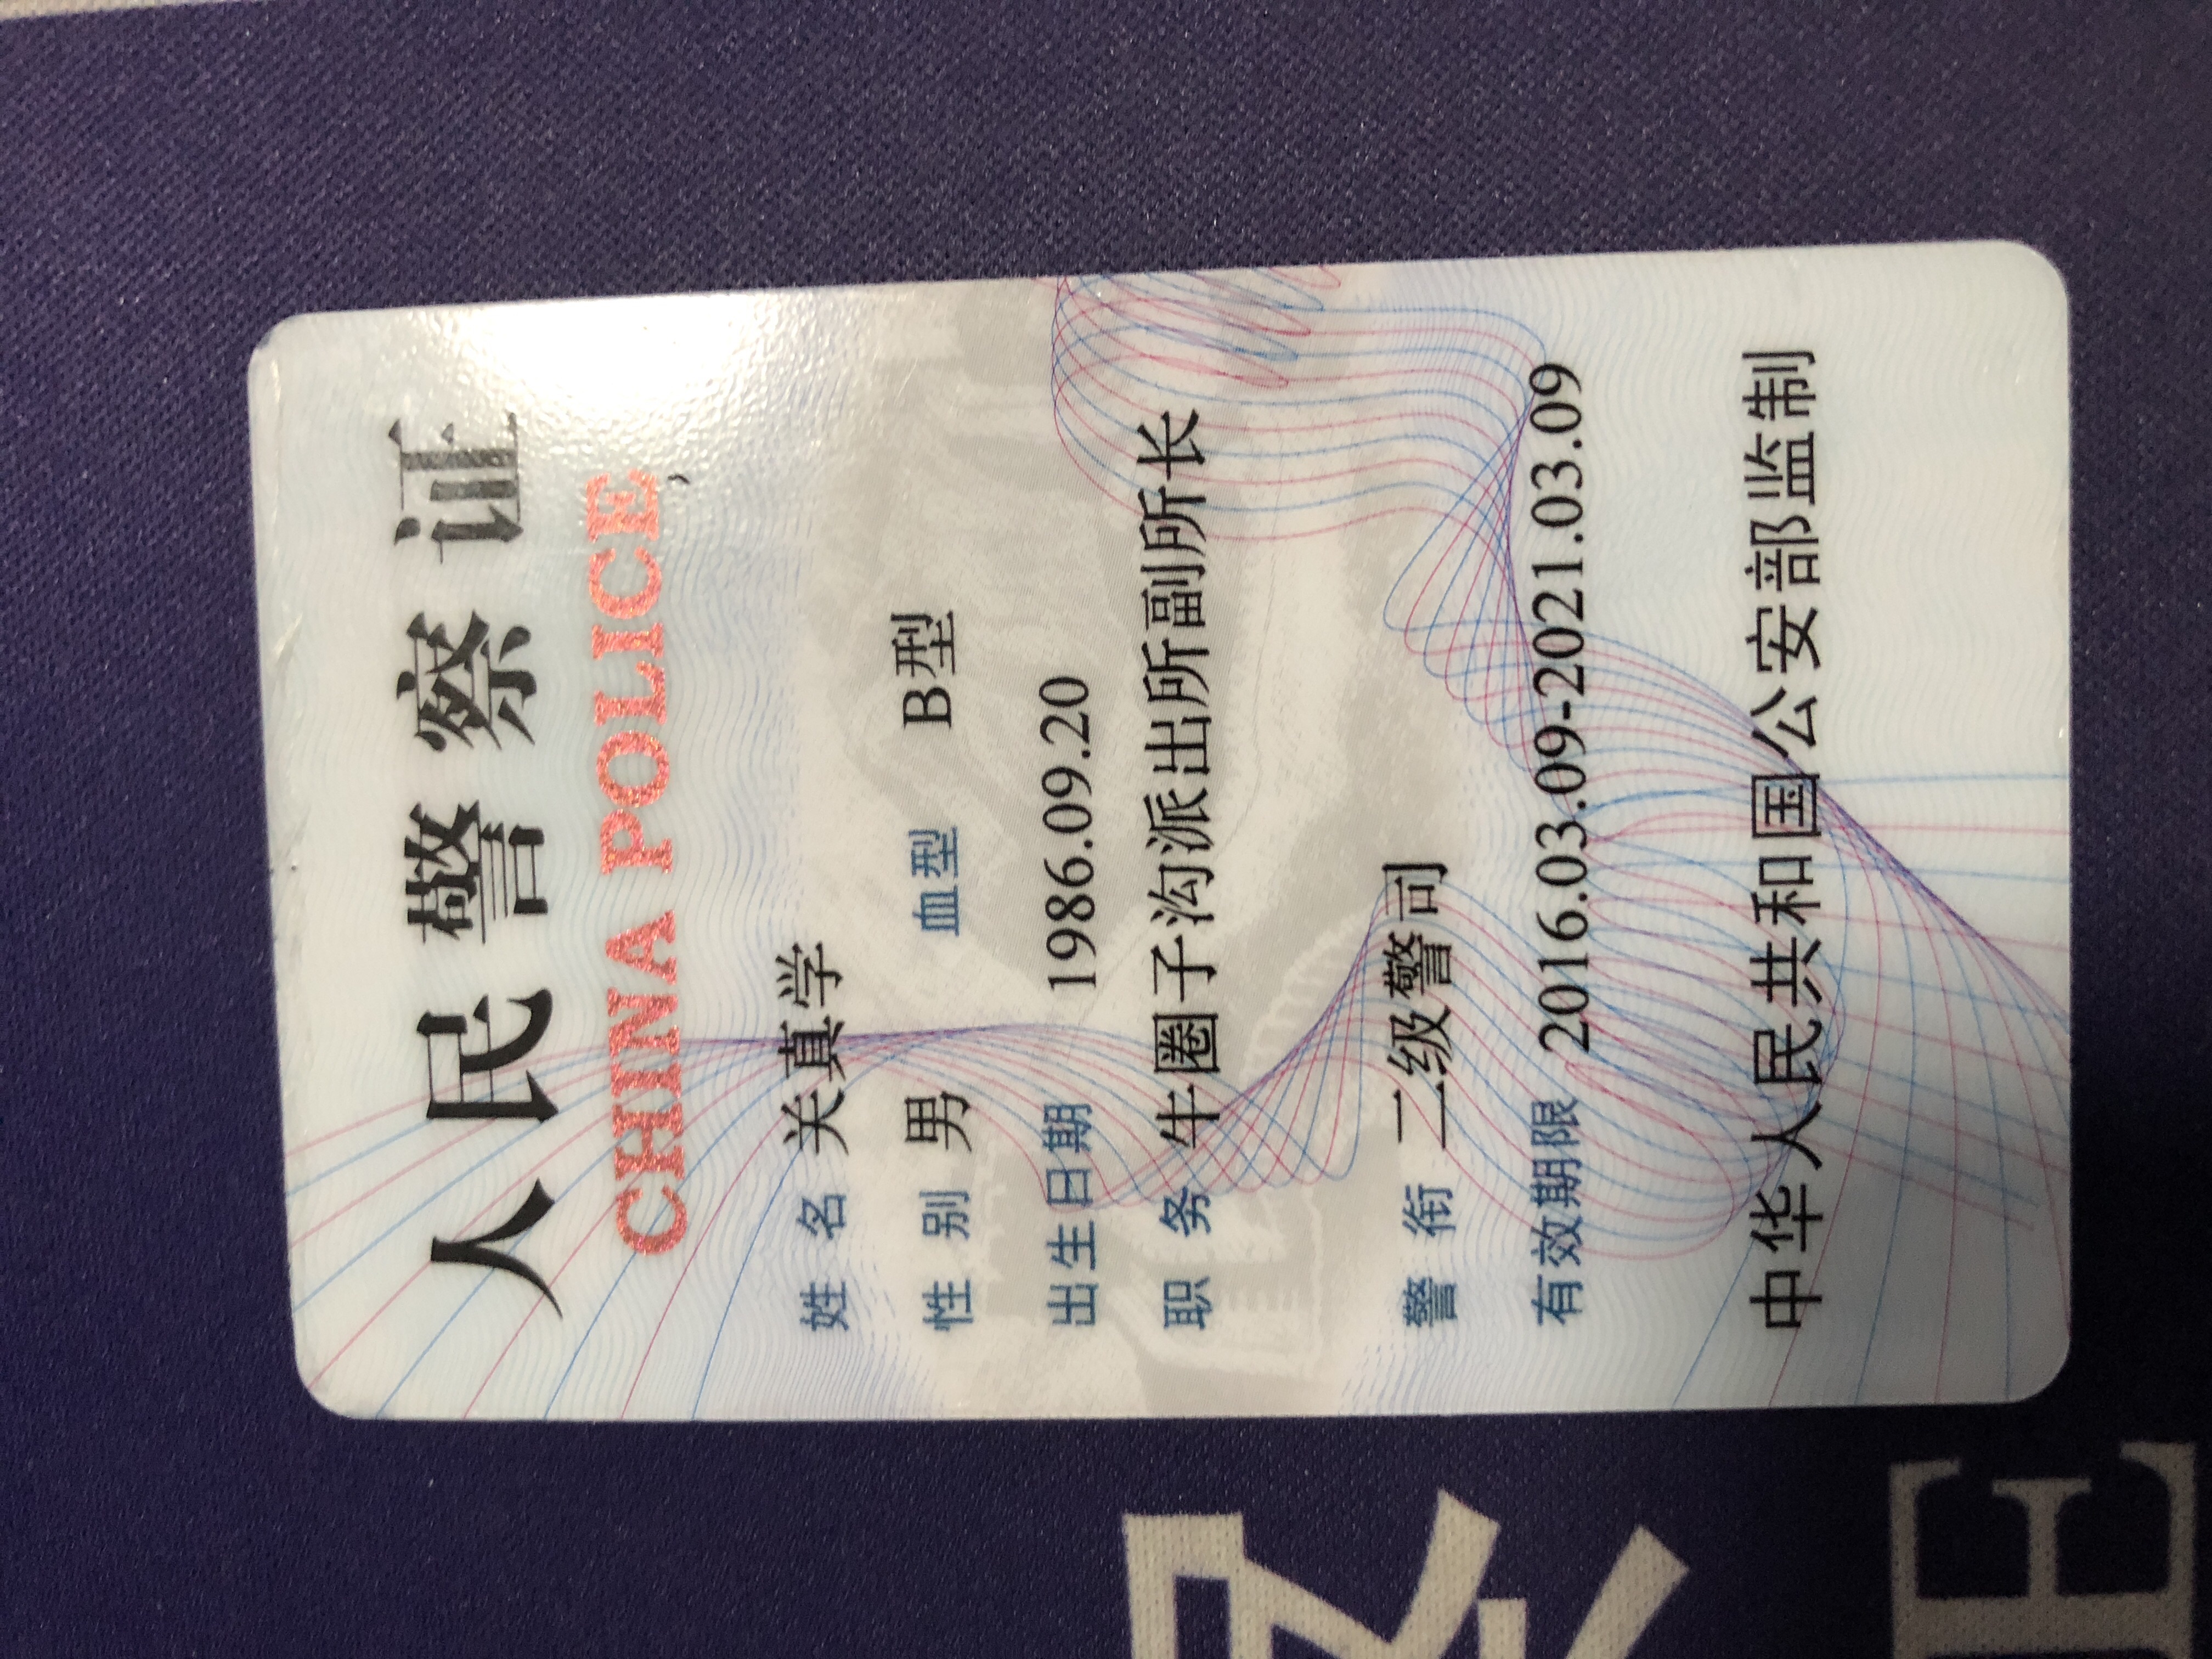 人民警察证
CHINA POLICE
姓 名 关真学
性 别 男 血型 B型
出生日期 1986.09.20
职 务 牛圈子沟派出所副所长
警 衔 二级警司
有效期限 2016.03.09-2021.03.09
中华人民共和国公安部监制